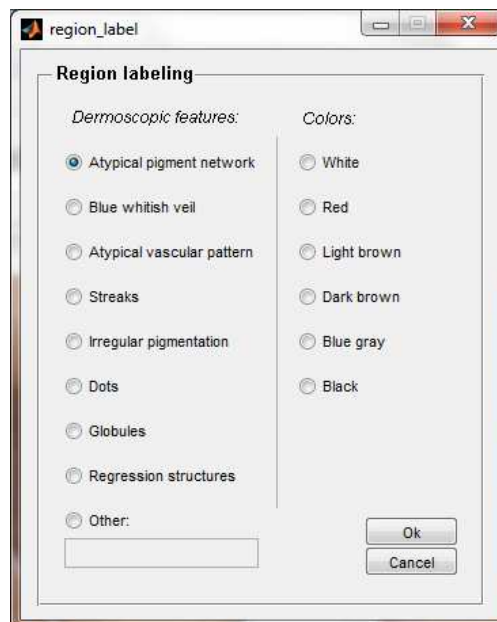 region_label
Region labeling
Dermoscopic features:
Atypical pigment network
Blue whitish veil
Atypical vascular pattern
Streaks
Irregular pigmentation
Dots
Globules
Regression structures
Other:
Colors:
White
Red
Light brown
Dark brown
Blue gray
Black
Ok
Cancel